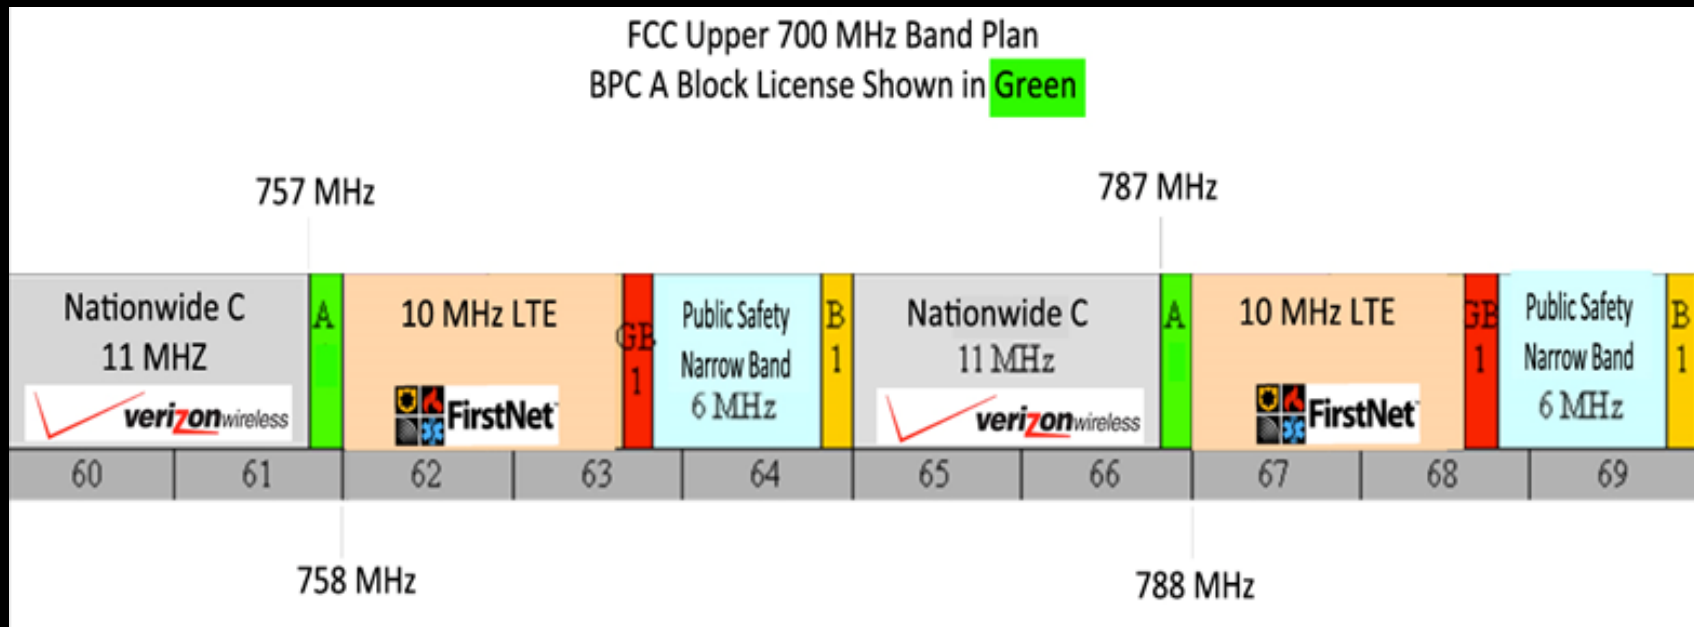 FCC Upper 700 MHz Band Plan
BPC A Block License Shown in Green
757 MHz
787 MHz
Nationwide C
11 MHZ
verizonwireless
A
10 MHz LTE
FirstNet
GB
1
Public Safety
Narrow Band
6 MHz
B
1
Nationwide C
11 MHz
verizonwireless
A
10 MHz LTE
FirstNet
GB
1
Public Safety
Narrow Band
6 MHz
B
1
60 61 62 63 64 65 66 67 68 69
758 MHz
788 MHz